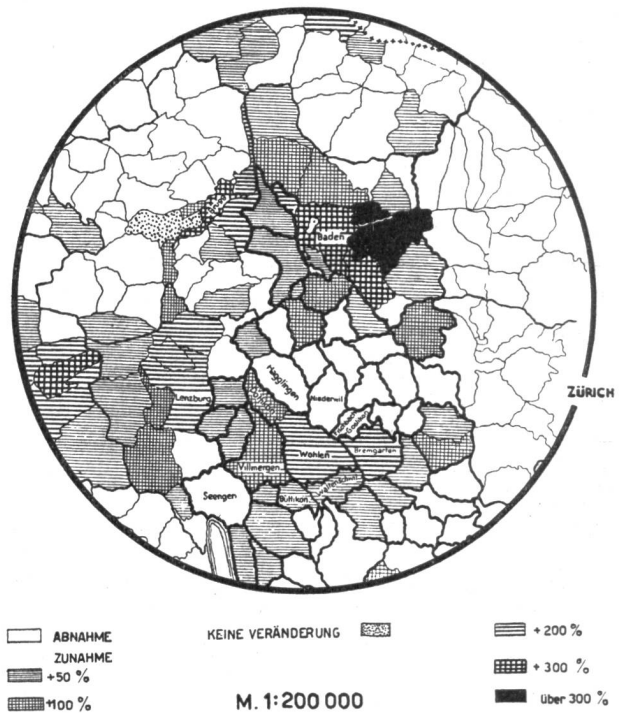 Baden
ZÜRICH
Hägglingen
Lenzburg
Niederwil
Wohlen
Bremgarten
Villmergen
Seengen
Büttikon
Waltenschwil
ABNAHME
ZUNAHME
+50 %
+100 %
KEINE VERÄNDERUNG
M. 1:200 000
+200 %
+ 300 %
über 300 %